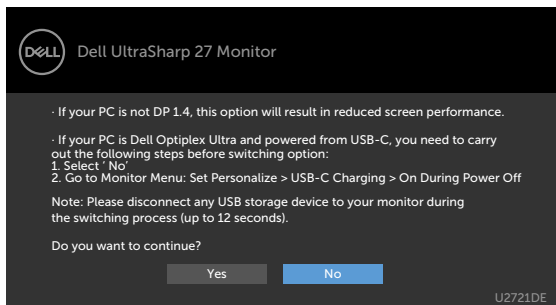 DELL
Dell UltraSharp 27 Monitor
· If your PC is not DP 1.4, this option will result in reduced screen performance.
· If your PC is Dell Optiplex Ultra and powered from USB-C, you need to carry
out the following steps before switching option:
1. Select ‘ No’
2. Go to Monitor Menu: Set Personalize > USB-C Charging > On During Power Off
Note: Please disconnect any USB storage device to your monitor during
the switching process (up to 12 seconds).
Do you want to continue?
Yes No
U2721DE